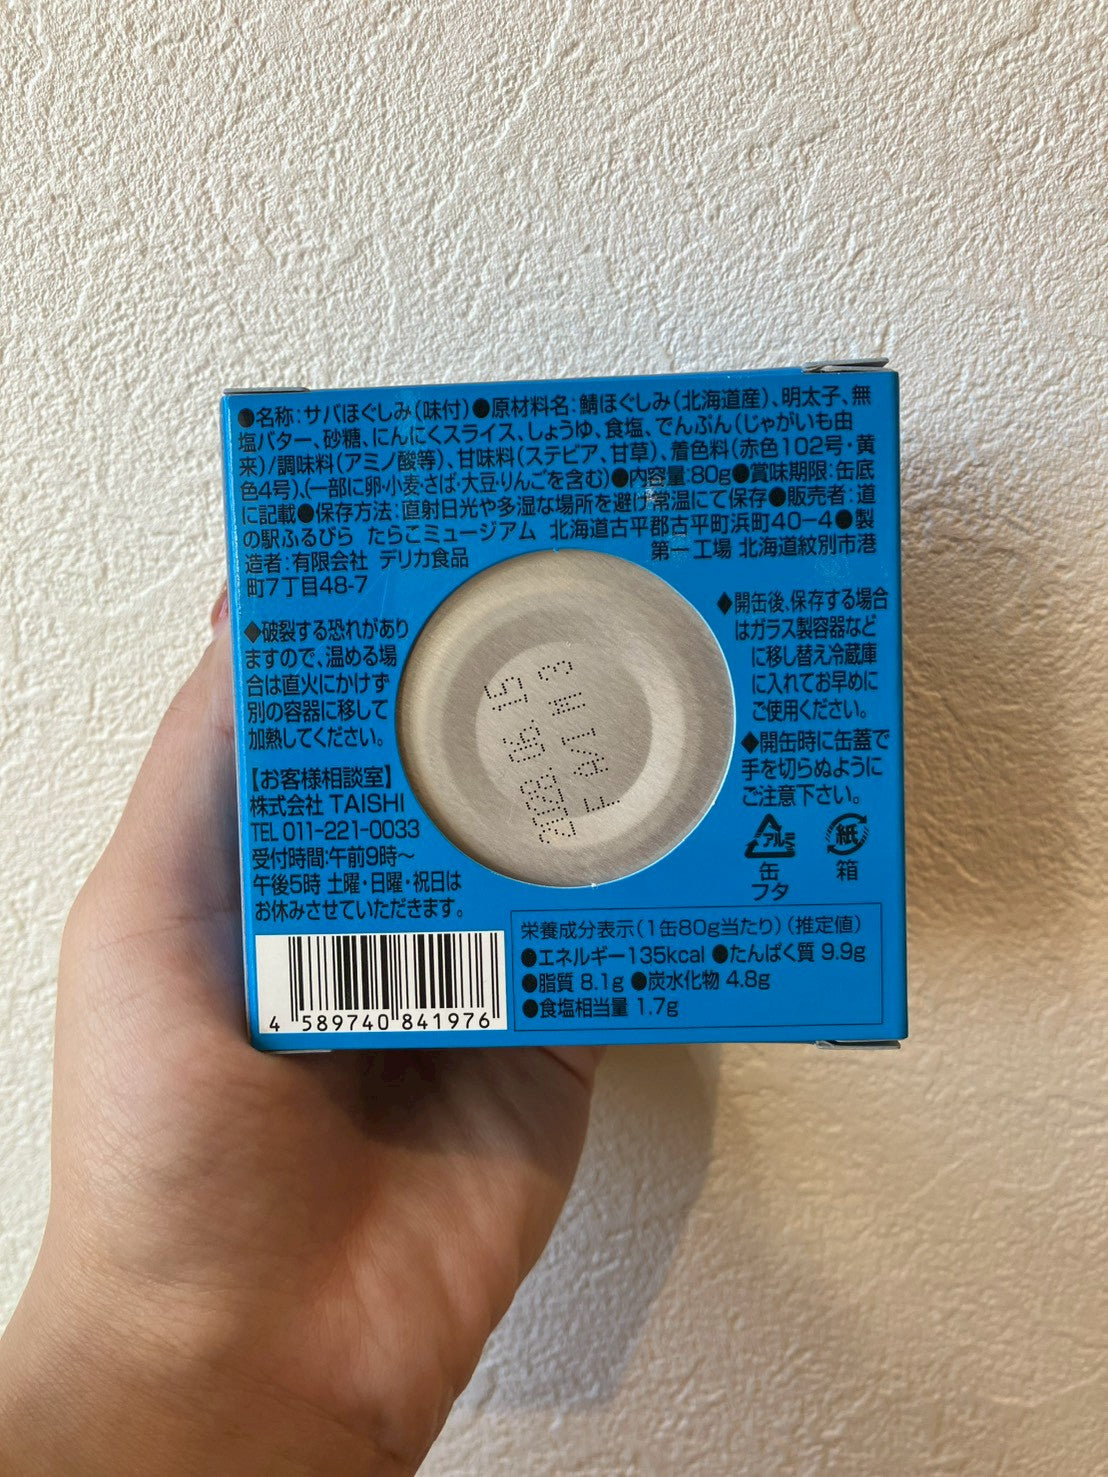 ●名称：サバほぐしみ（味付）●原材料名：鯖ほぐしみ（北海道産）、明太子、無
塩バター、砂糖、にんにくスライス、しょうゆ、食塩、でんぷん（じゃがいも由
来）/調味料（アミノ酸等）、甘味料（ステビア、甘草）、着色料（赤色102号・黄
色4号）、（一部に卵・小麦・さば・大豆・りんごを含む）●内容量:80g●賞味期限：缶底
に記載●保存方法：直射日光や多湿な場所を避け常温にて保存●販売者：道
の駅ふるびら たらこミュージアム 北海道古平郡古平町浜町40−4●製
造者：有限会社 デリカ食品 第一工場 北海道紋別市港
町7丁目48-7
◆破裂する恐れがあり
ますので、温める場
合は直火にかけず
別の容器に移して
加熱してください。
【お客様相談室】
株式会社 TAISHI
TEL 011-221-0033
受付時間:午前9時〜
午後5時 土曜・日曜・祝日は
お休みさせていただきます。
◆開缶後、保存する場合
はガラス製容器など
に移し替え冷蔵庫
に入れてお早めに
ご使用ください。
◆開缶時に缶蓋で
手を切らぬように
ご注意下さい。
アルミ
缶
フタ
紙
箱
栄養成分表示（1缶80g当たり）（推定値）
●エネルギー135kcal ●たんぱく質 9.9g
●脂質 8.1g ●炭水化物 4.8g
●食塩相当量 1.7g
4 589740 841976